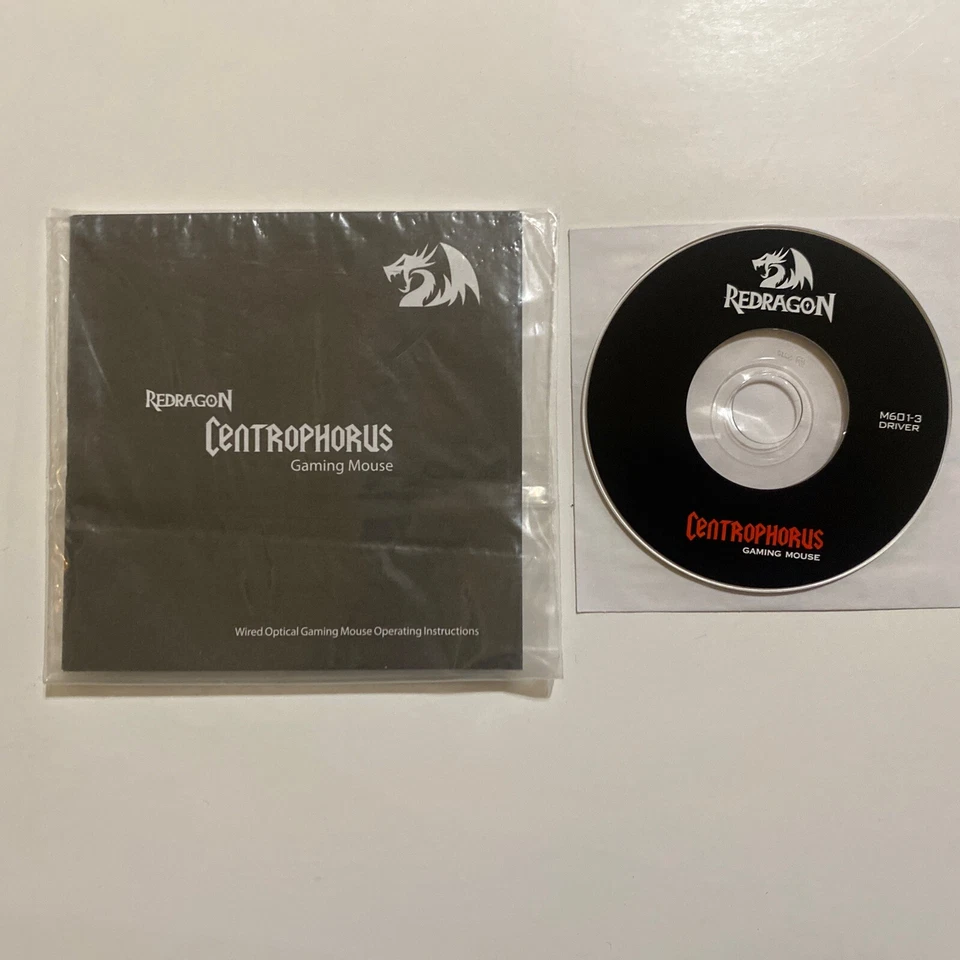 REDRAGON
CENTROPHORUS
Gaming Mouse
Wired Optical Gaming Mouse Operating Instructions
REDRAGON
M601-3
DRIVER
CENTROPHORUS
GAMING MOUSE